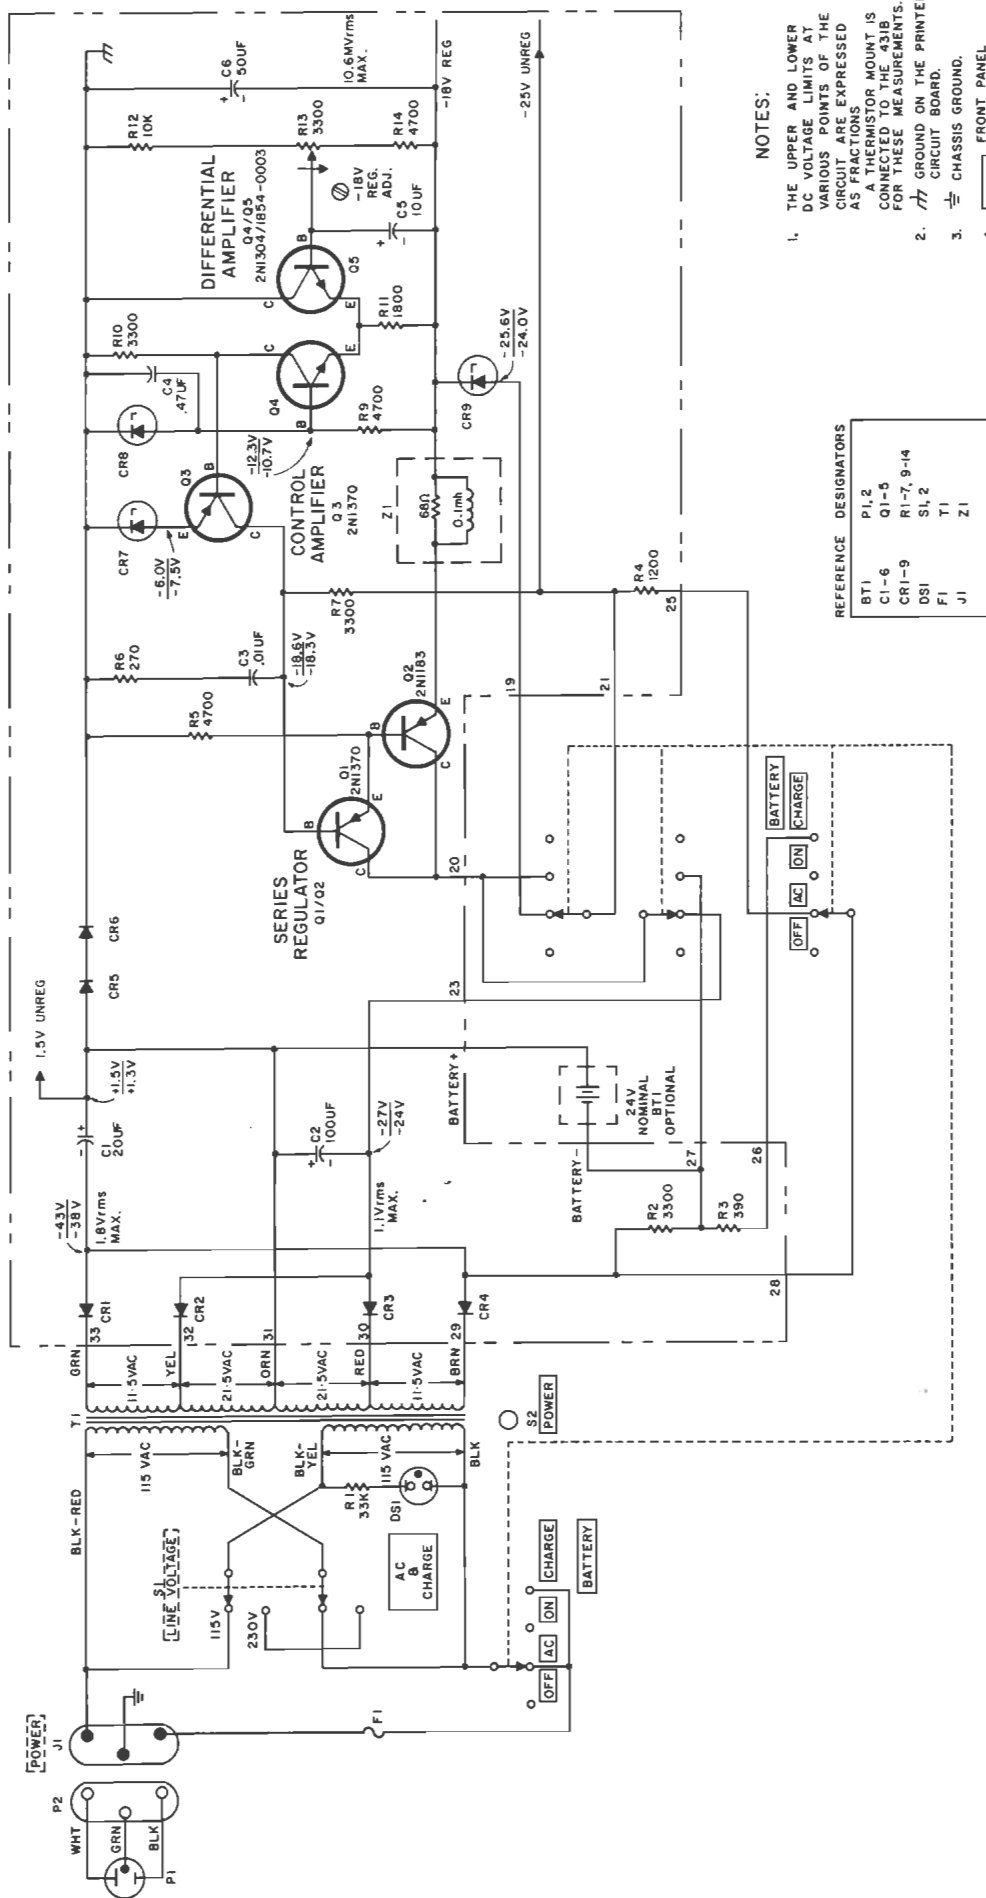 P1
P2
WHT
GRN
BLK
POWER
J1
F1
BLK-RED
115 VAC
S1
LINE VOLTAGE
115V
230V
BLK-
GRN
BLK-
YEL
R1
33K
115 VAC
DS1
BLK
AC
&
CHARGE
OFF
AC
ON
CHARGE
BATTERY
S2
POWER
T1
GRN
33
11.5VAC
YEL
32
21.5VAC
ORN
31
21.5VAC
RED
30
11.5VAC
BRN
29
CR1
CR2
CR3
CR4
-43V
-38V
1.8Vrms
MAX.
C1
20UF
+
-
1.5V UNREG
+1.5V
+1.3V
C2
100UF
+
-
-27V
-24V
1.1Vrms
MAX.
CR5
CR6
BATTERY+
BATTERY-
24V
NOMINAL
BT1
OPTIONAL
R2
3300
R3
390
28
26
27
23
20
19
21
25
OFF
AC
ON
CHARGE
BATTERY
SERIES
REGULATOR
Q1/Q2
Q1
2N1370
B
C
E
Q2
2N1183
B
C
E
R5
4700
R6
270
C3
.01UF
-18.6V
-18.3V
R7
3300
R4
1200
CR7
-6.0V
-7.5V
CONTROL
AMPLIFIER
Q3
2N1370
Q3
B
C
E
CR8
C4
.47UF
-12.3V
-10.7V
R9
4700
R10
3300
Z1
68Ω
0.1mh
CR9
-25.6V
-24.0V
DIFFERENTIAL
AMPLIFIER
Q4/Q5
2N1304/1854-0003
Q4
B
C
E
Q5
B
C
E
R11
1800
-18V
REG.
ADJ.
C5
10UF
+
-
R12
10K
R13
3300
R14
4700
C6
50UF
+
-
10.6MVrms
MAX.
-18V REG
-25V UNREG
NOTES:
1. THE UPPER AND LOWER
DC VOLTAGE LIMITS AT
VARIOUS POINTS OF THE
CIRCUIT ARE EXPRESSED
AS FRACTIONS
A THERMISTOR MOUNT IS
CONNECTED TO THE 431B
FOR THESE MEASUREMENTS.
2. GROUND ON THE PRINTE
CIRCUIT BOARD.
3. CHASSIS GROUND.
FRONT PANEL
REFERENCE DESIGNATORS
BT1 P1, 2
C1-6 Q1-5
CR1-9 R1-7, 9-14
DS1 S1, 2
F1 T1
J1 Z1